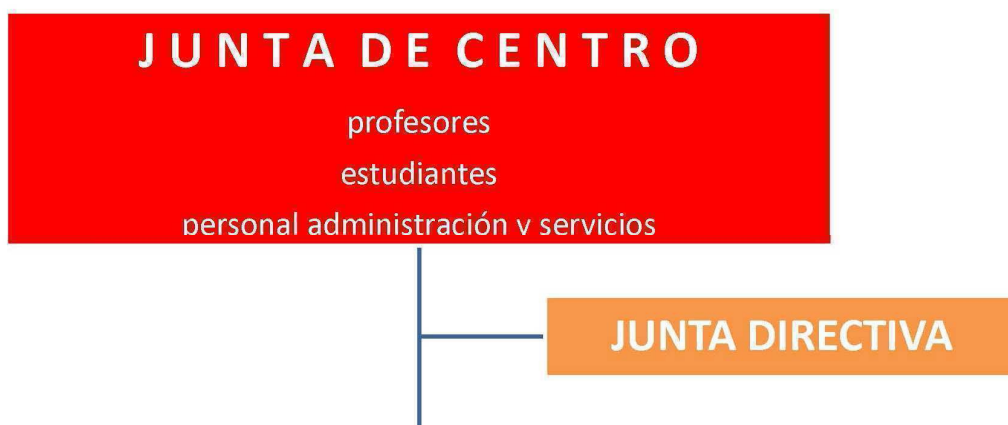 JUNTA DE CENTRO
profesores
estudiantes
personal administración y servicios
JUNTA DIRECTIVA